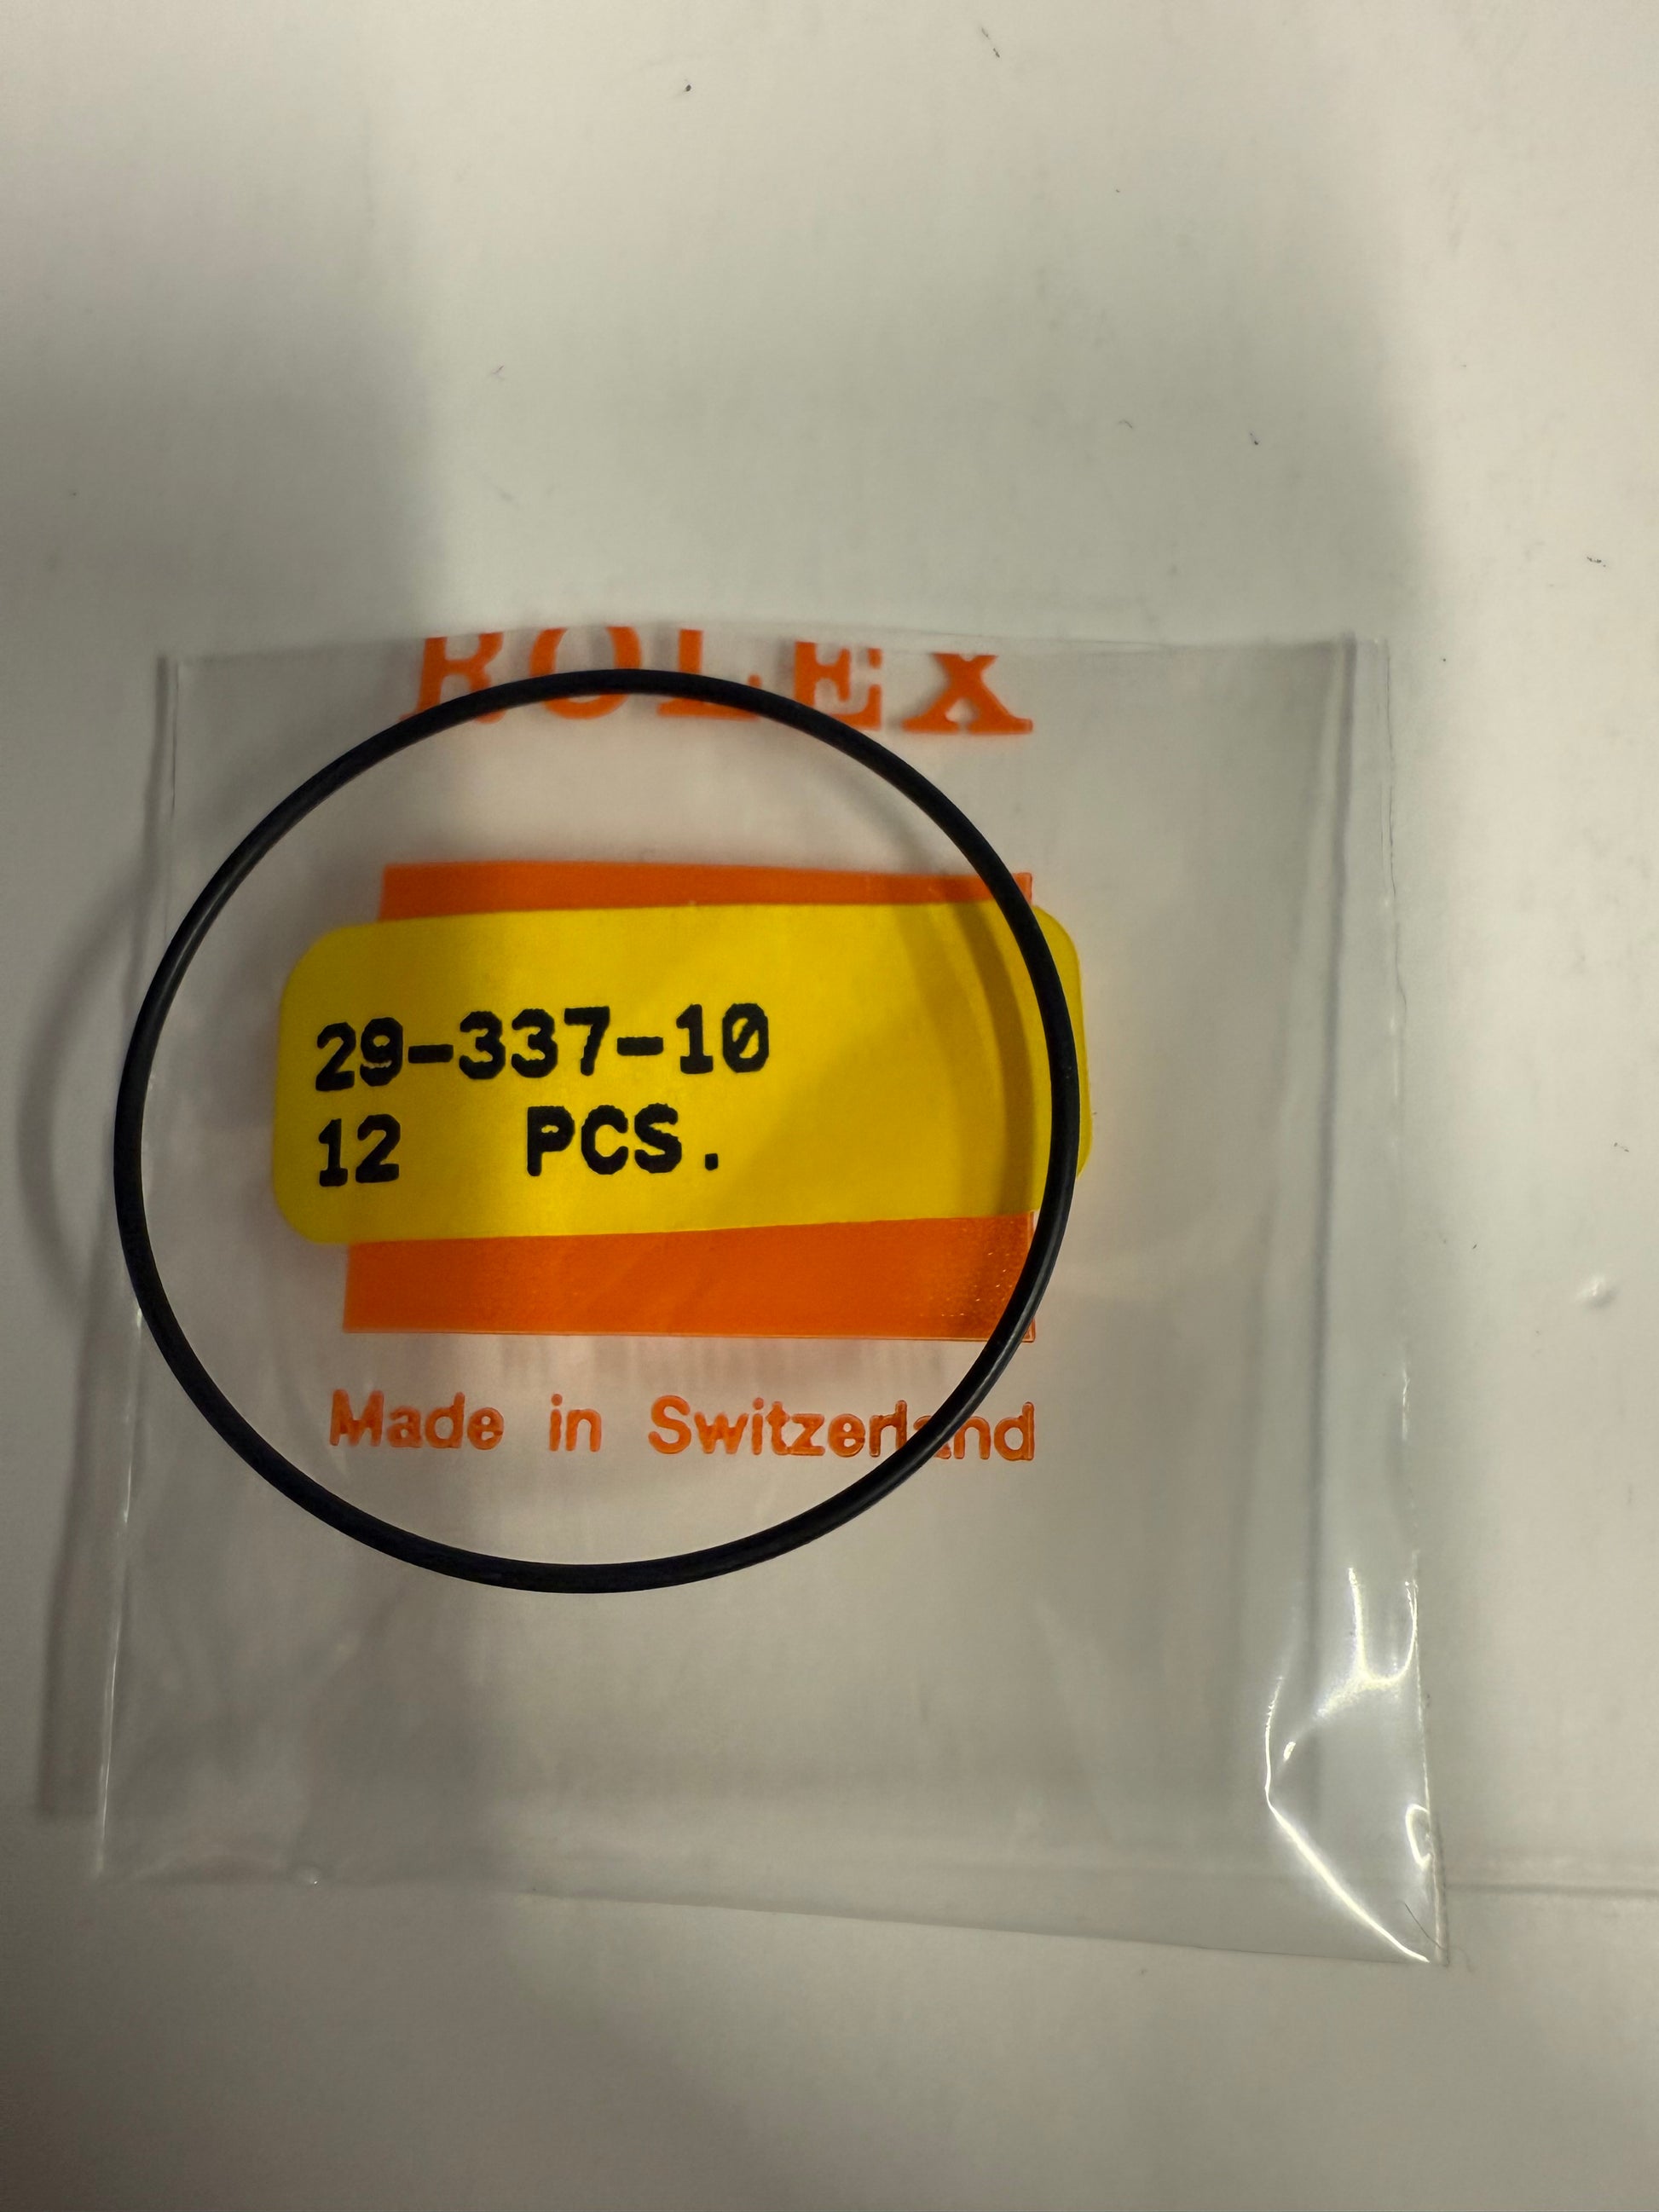 ROLEX
29-337-10
12 PCS.
Made in Switzerland